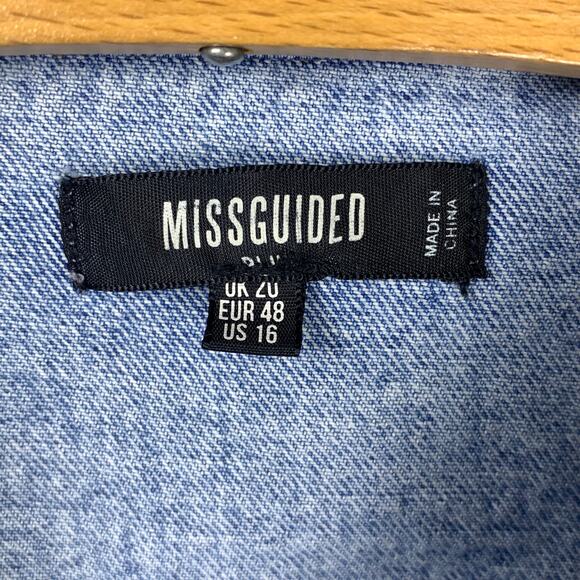 MISSGUIDED
UK 20
EUR 48
US 16
MADE IN
CHINA